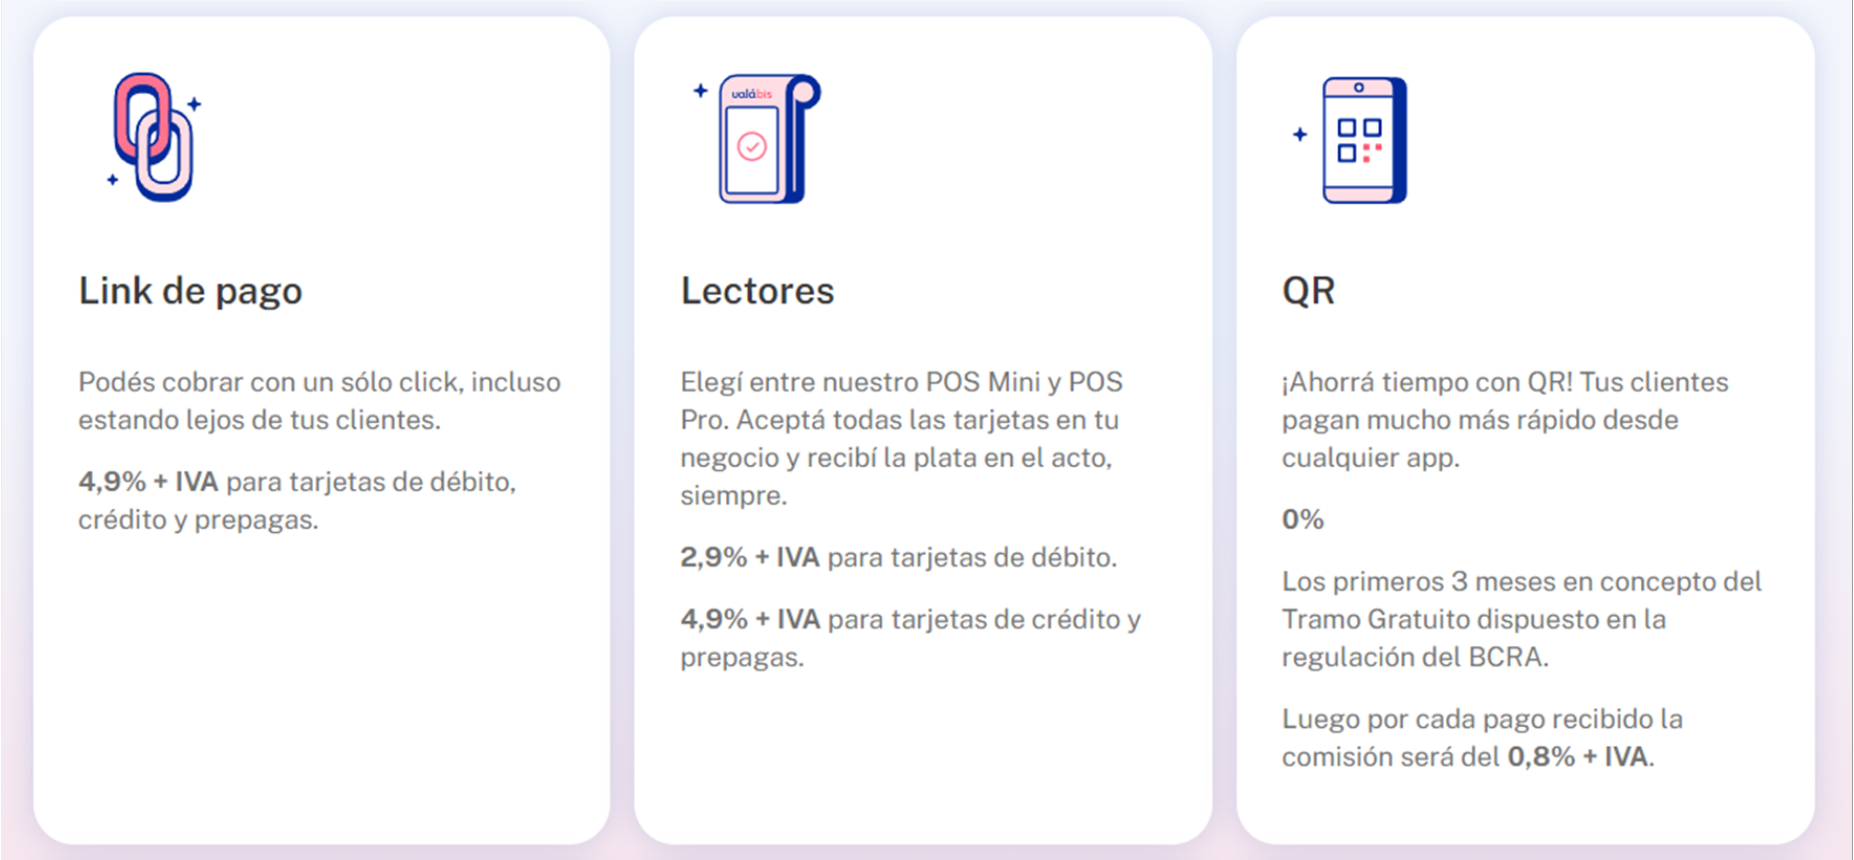 Link de pago
Podés cobrar con un sólo click, incluso
estando lejos de tus clientes.
4,9% + IVA para tarjetas de débito,
crédito y prepagas.
ualábis
Lectores
Elegí entre nuestro POS Mini y POS
Pro. Aceptá todas las tarjetas en tu
negocio y recibí la plata en el acto,
siempre.
2,9% + IVA para tarjetas de débito.
4,9% + IVA para tarjetas de crédito y
prepagas.
QR
¡Ahorrá tiempo con QR! Tus clientes
pagan mucho más rápido desde
cualquier app.
0%
Los primeros 3 meses en concepto del
Tramo Gratuito dispuesto en la
regulación del BCRA.
Luego por cada pago recibido la
comisión será del 0,8% + IVA.